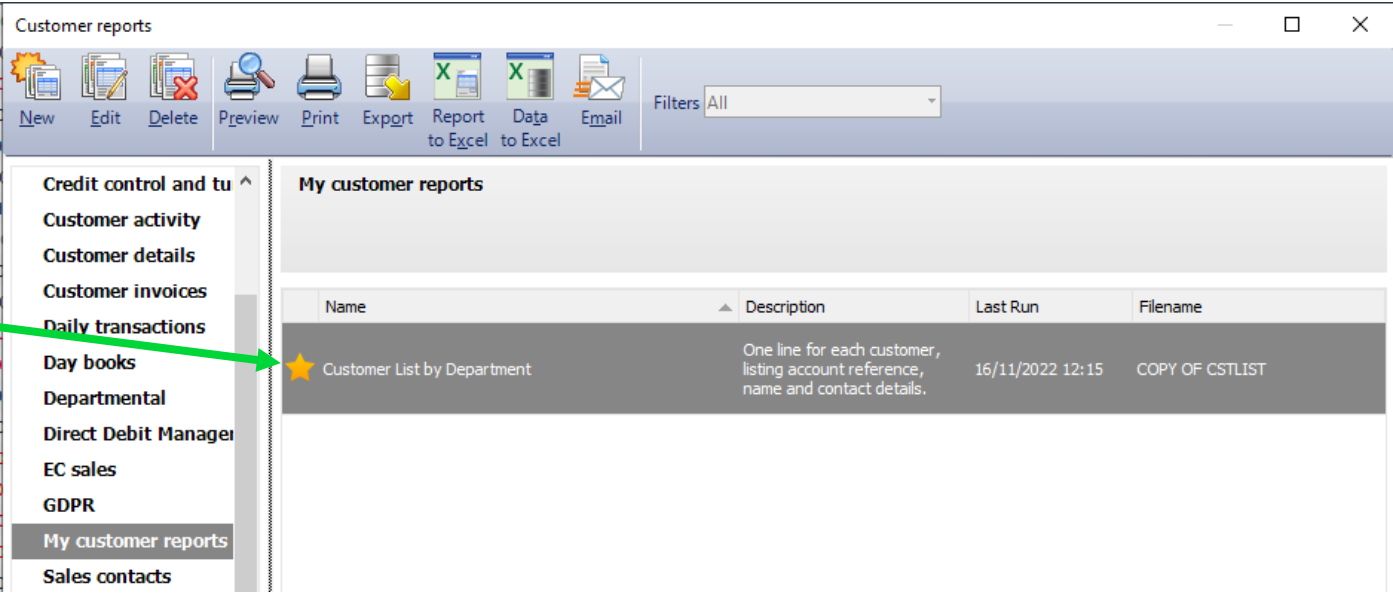 Customer reports
New Edit Delete Preview Print Export Report to Excel Data to Excel Email Filters All
Credit control and tu
Customer activity
Customer details
Customer invoices
Daily transactions
Day books
Departmental
Direct Debit Manager
EC sales
GDPR
My customer reports
Sales contacts
My customer reports
Name Description Last Run Filename
Customer List by Department
One line for each customer,
listing account reference,
name and contact details.
16/11/2022 12:15
COPY OF CSTLIST